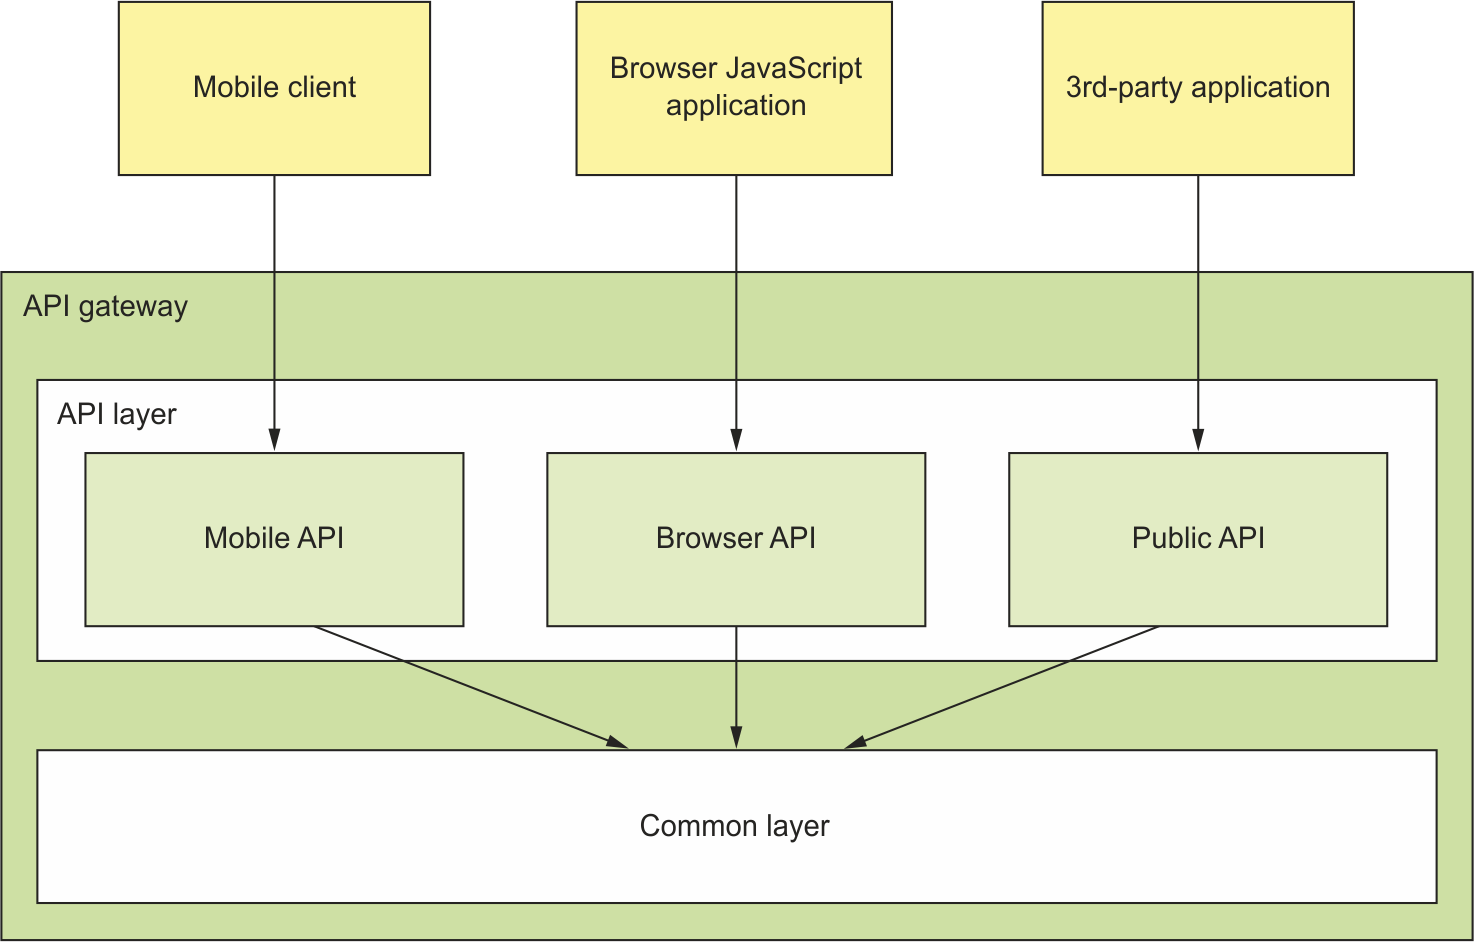 Mobile client
Browser JavaScript
application
3rd-party application
API gateway
API layer
Mobile API
Browser API
Public API
Common layer